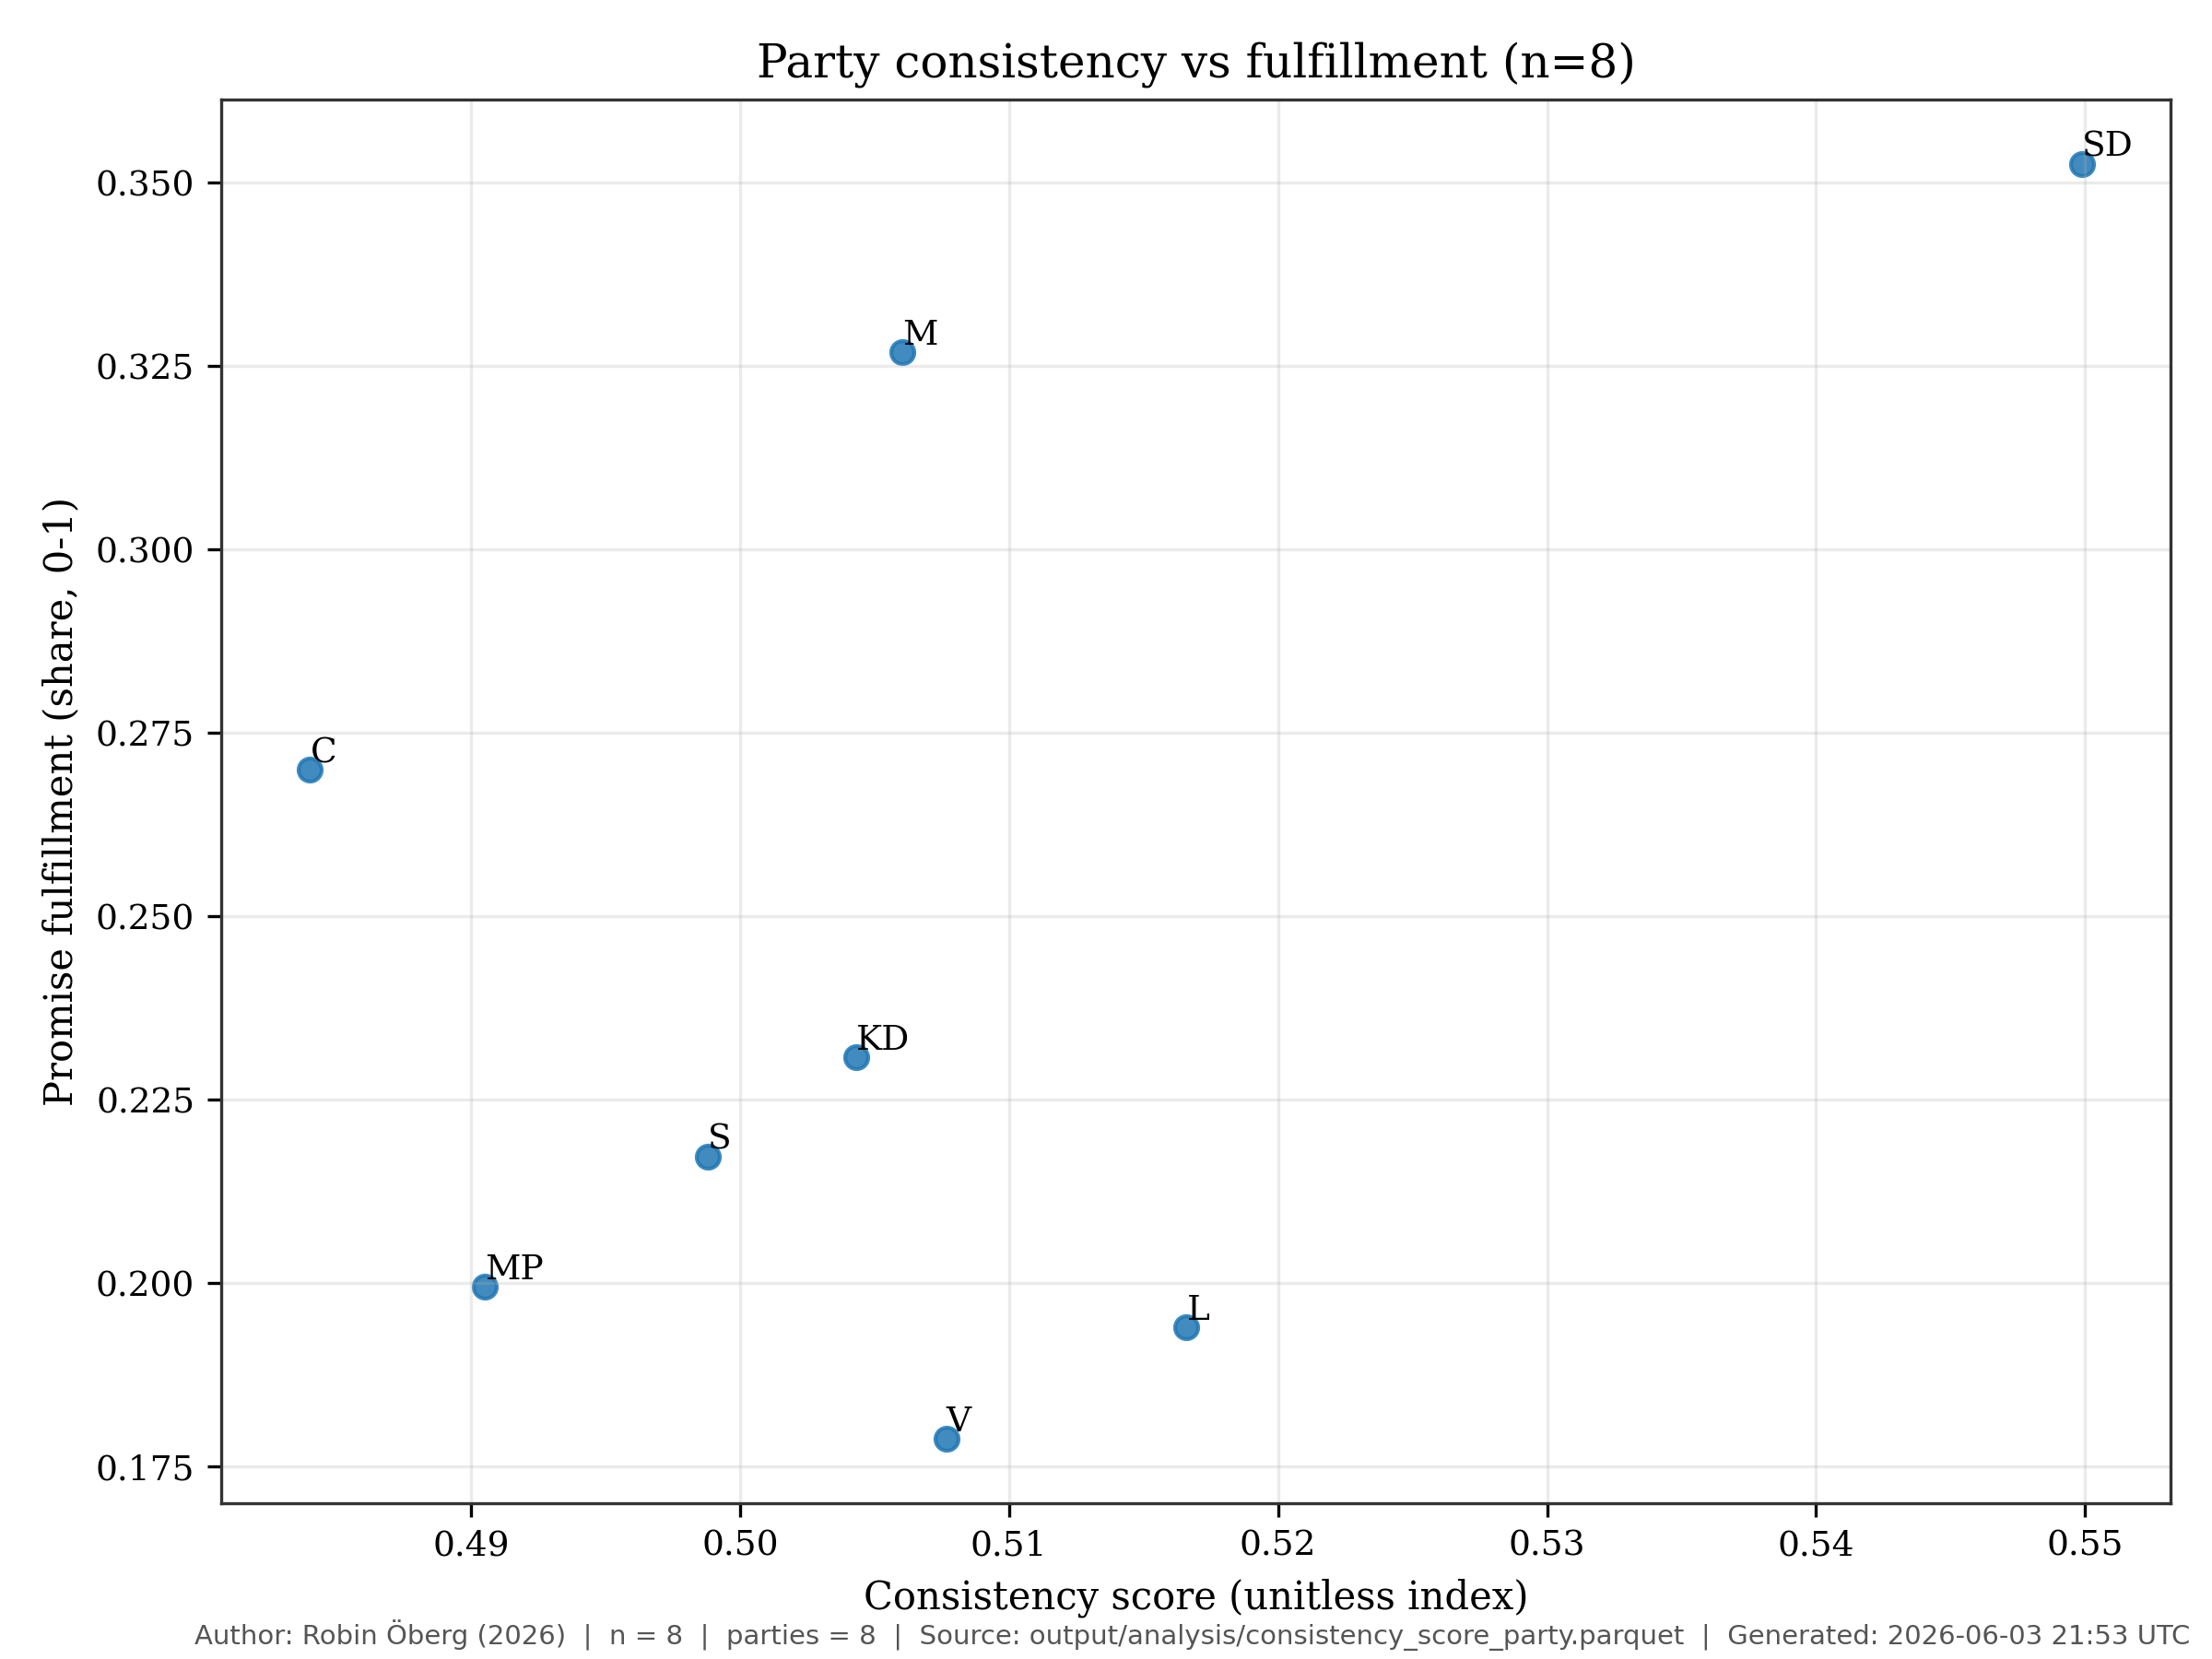 Party consistency vs fulfillment (n=8)
Promise fulfillment (share, 0-1)
0.350
0.325
0.300
0.275
0.250
0.225
0.200
0.175
SD
M
C
KD
S
MP
L
V
0.49 0.50 0.51 0.52 0.53 0.54 0.55
Consistency score (unitless index)
Author: Robin Öberg (2026) | n = 8 | parties = 8 | Source: output/analysis/consistency_score_party.parquet | Generated: 2026-06-03 21:53 UTC